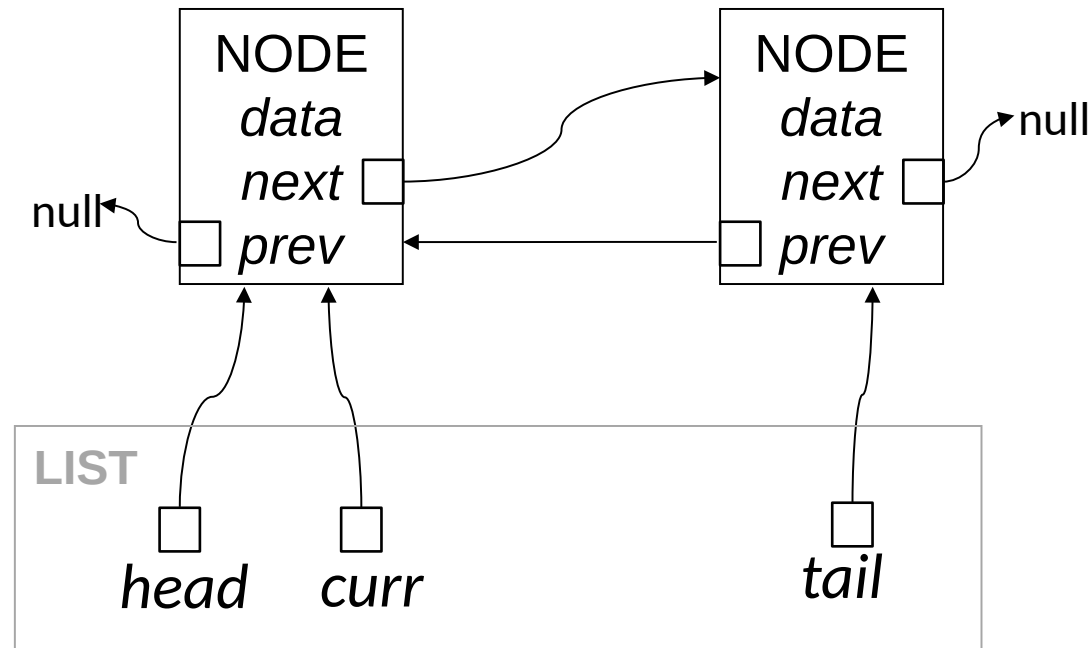 NODE
data
next
prev
null
NODE
data
next
prev
null
LIST
head
curr
tail